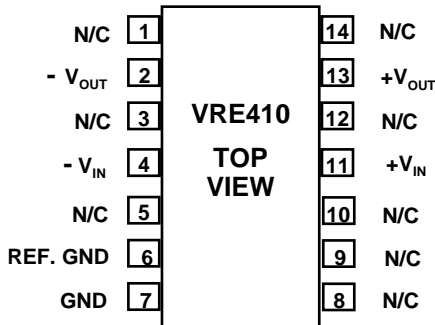 N/C 1 14 N/C
- VOUT 2 13 +VOUT
N/C 3 VRE410 12 N/C
TOP
- VIN 4 11 +VIN
VIEW
N/C 5 10 N/C
REF. GND 6 9 N/C
GND 7 8 N/C